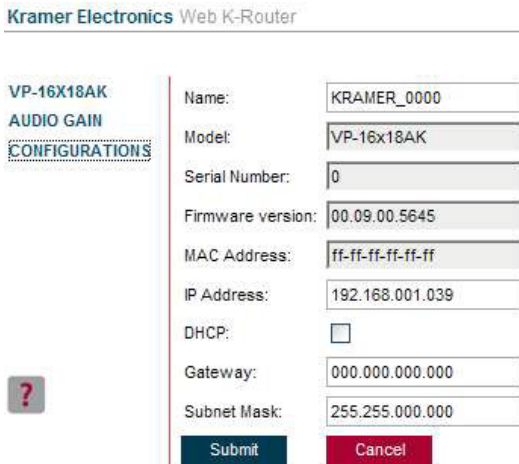 Kramer Electronics Web K-Router
VP-16X18AK
AUDIO GAIN
CONFIGURATIONS
Name: KRAMER_0000
Model: VP-16x18AK
Serial Number: 0
Firmware version: 00.09.00.5645
MAC Address: ff-ff-ff-ff-ff-ff
IP Address: 192.168.001.039
DHCP:
Gateway: 000.000.000.000
?
Subnet Mask: 255.255.000.000
Submit Cancel